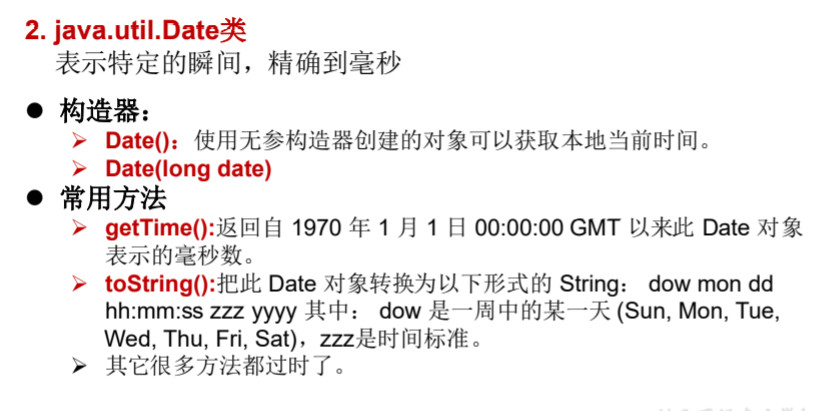 2. java.util.Date类
表示特定的瞬间，精确到毫秒
● 构造器：
➢ Date()：使用无参构造器创建的对象可以获取本地当前时间。
➢ Date(long date)
● 常用方法
➢ getTime():返回自 1970 年 1 月 1 日 00:00:00 GMT 以来此 Date 对象
表示的毫秒数。
➢ toString():把此 Date 对象转换为以下形式的 String： dow mon dd
hh:mm:ss zzz yyyy 其中： dow 是一周中的某一天 (Sun, Mon, Tue,
Wed, Thu, Fri, Sat)，zzz是时间标准。
➢ 其它很多方法都过时了。